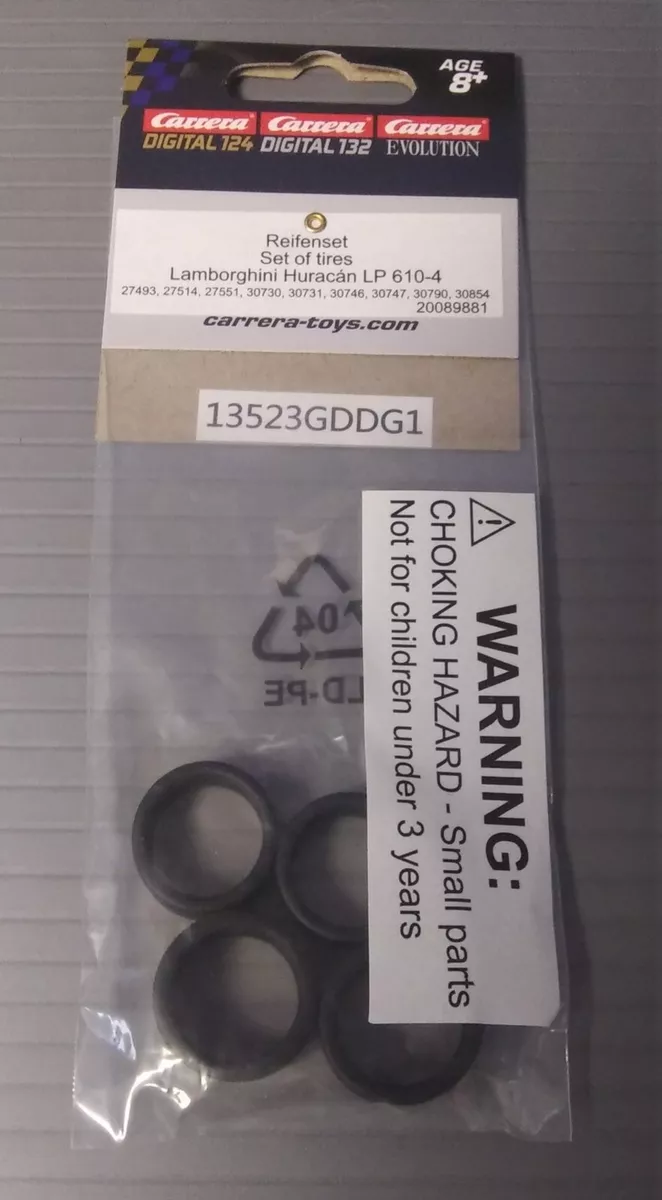 AGE
8+
Carrera Carrera Carrera
DIGITAL 124 DIGITAL 132 EVOLUTION
Reifenset
Set of tires
Lamborghini Huracán LP 610-4
27493, 27514, 27551, 30730, 30731, 30746, 30747, 30790, 30854
20089881
carrera-toys.com
13523GDDG1
WARNING:
CHOKING HAZARD - Small parts
Not for children under 3 years
04
LD-PE